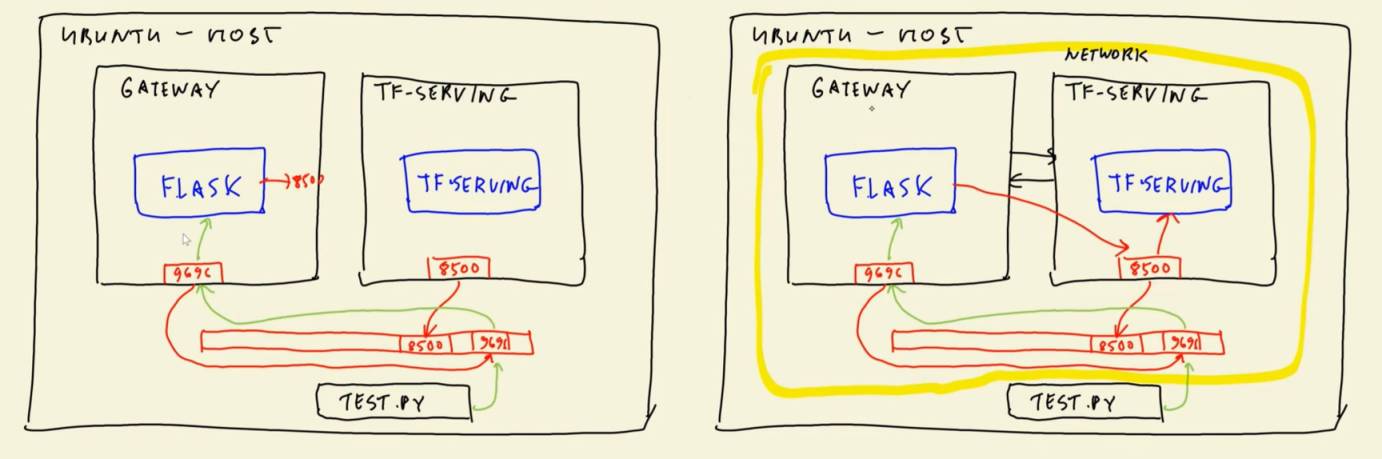 UBUNTU - HOST
GATEWAY
TF-SERVING
FLASK
8500
TF-SERVING
9696
8500
8500
9696
TEST.PY
UBUNTU - HOST
NETWORK
GATEWAY
TF-SERVING
FLASK
TF-SERVING
9696
8500
8500
9696
TEST.PY